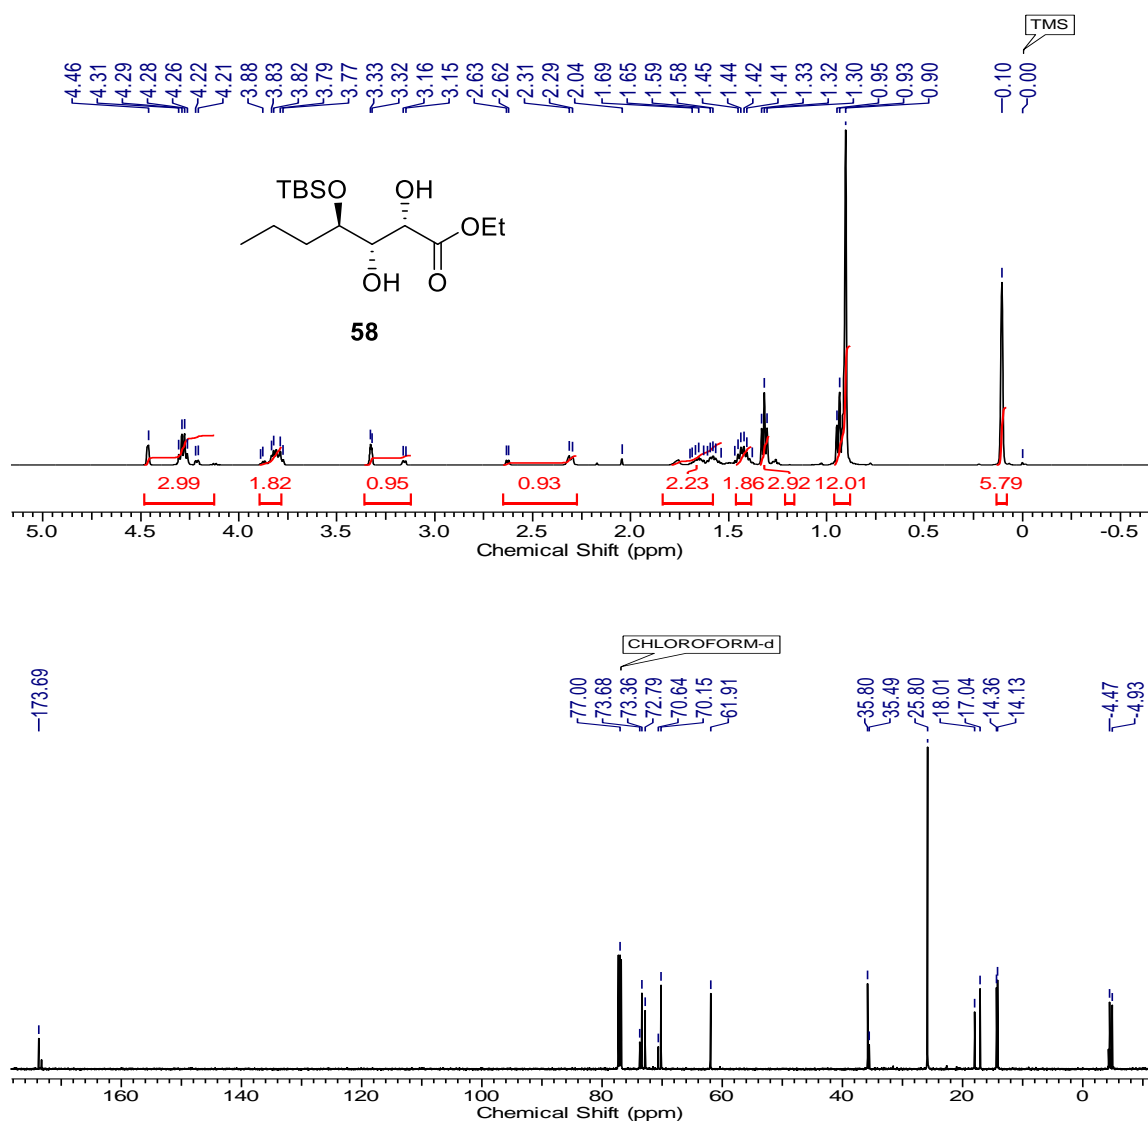 TMS
4.46 4.31 4.29 4.28 4.26 4.22 4.21 3.88 3.83 3.82 3.79 3.77 3.33 3.32 3.16 3.15 2.63 2.62 2.31 2.29 2.04 1.69 1.65 1.59 1.58 1.45 1.44 1.42 1.41 1.33 1.32 1.30 0.95 0.93 0.90 0.10 0.00
TBSO OH
OEt
OH O
58
2.99 1.82 0.95 0.93 2.23 1.86 2.92 12.01 5.79
5.0 4.5 4.0 3.5 3.0 2.5 2.0 1.5 1.0 0.5 0 -0.5
Chemical Shift (ppm)
CHLOROFORM-d
173.69 77.00 73.68 73.36 72.79 70.64 70.15 61.91 35.80 35.49 25.80 18.01 17.04 14.36 14.13 -4.47 -4.93
160 140 120 100 80 60 40 20 0
Chemical Shift (ppm)